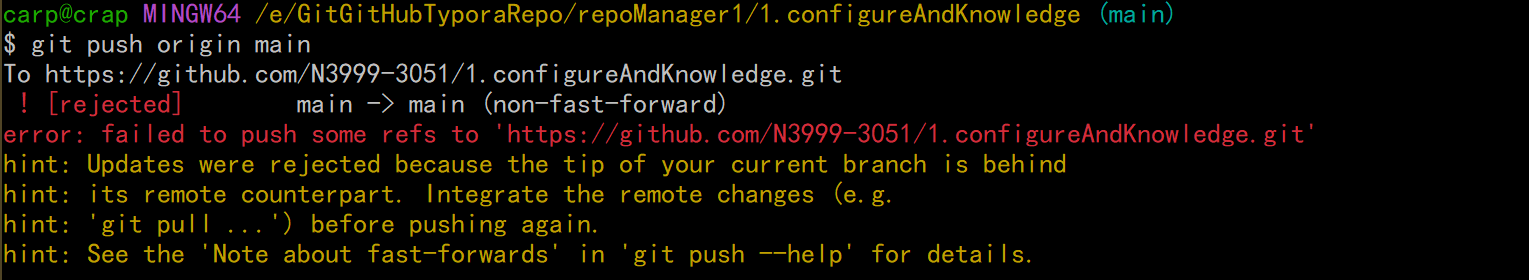 carp@crap MINGW64 /e/GitGitHubTyporaRepo/repoManager1/1.configureAndKnowledge (main)
$ git push origin main
To https://github.com/N3999-3051/1.configureAndKnowledge.git
 ! [rejected]        main -> main (non-fast-forward)
error: failed to push some refs to 'https://github.com/N3999-3051/1.configureAndKnowledge.git'
hint: Updates were rejected because the tip of your current branch is behind
hint: its remote counterpart. Integrate the remote changes (e.g.
hint: 'git pull ...') before pushing again.
hint: See the 'Note about fast-forwards' in 'git push --help' for details.